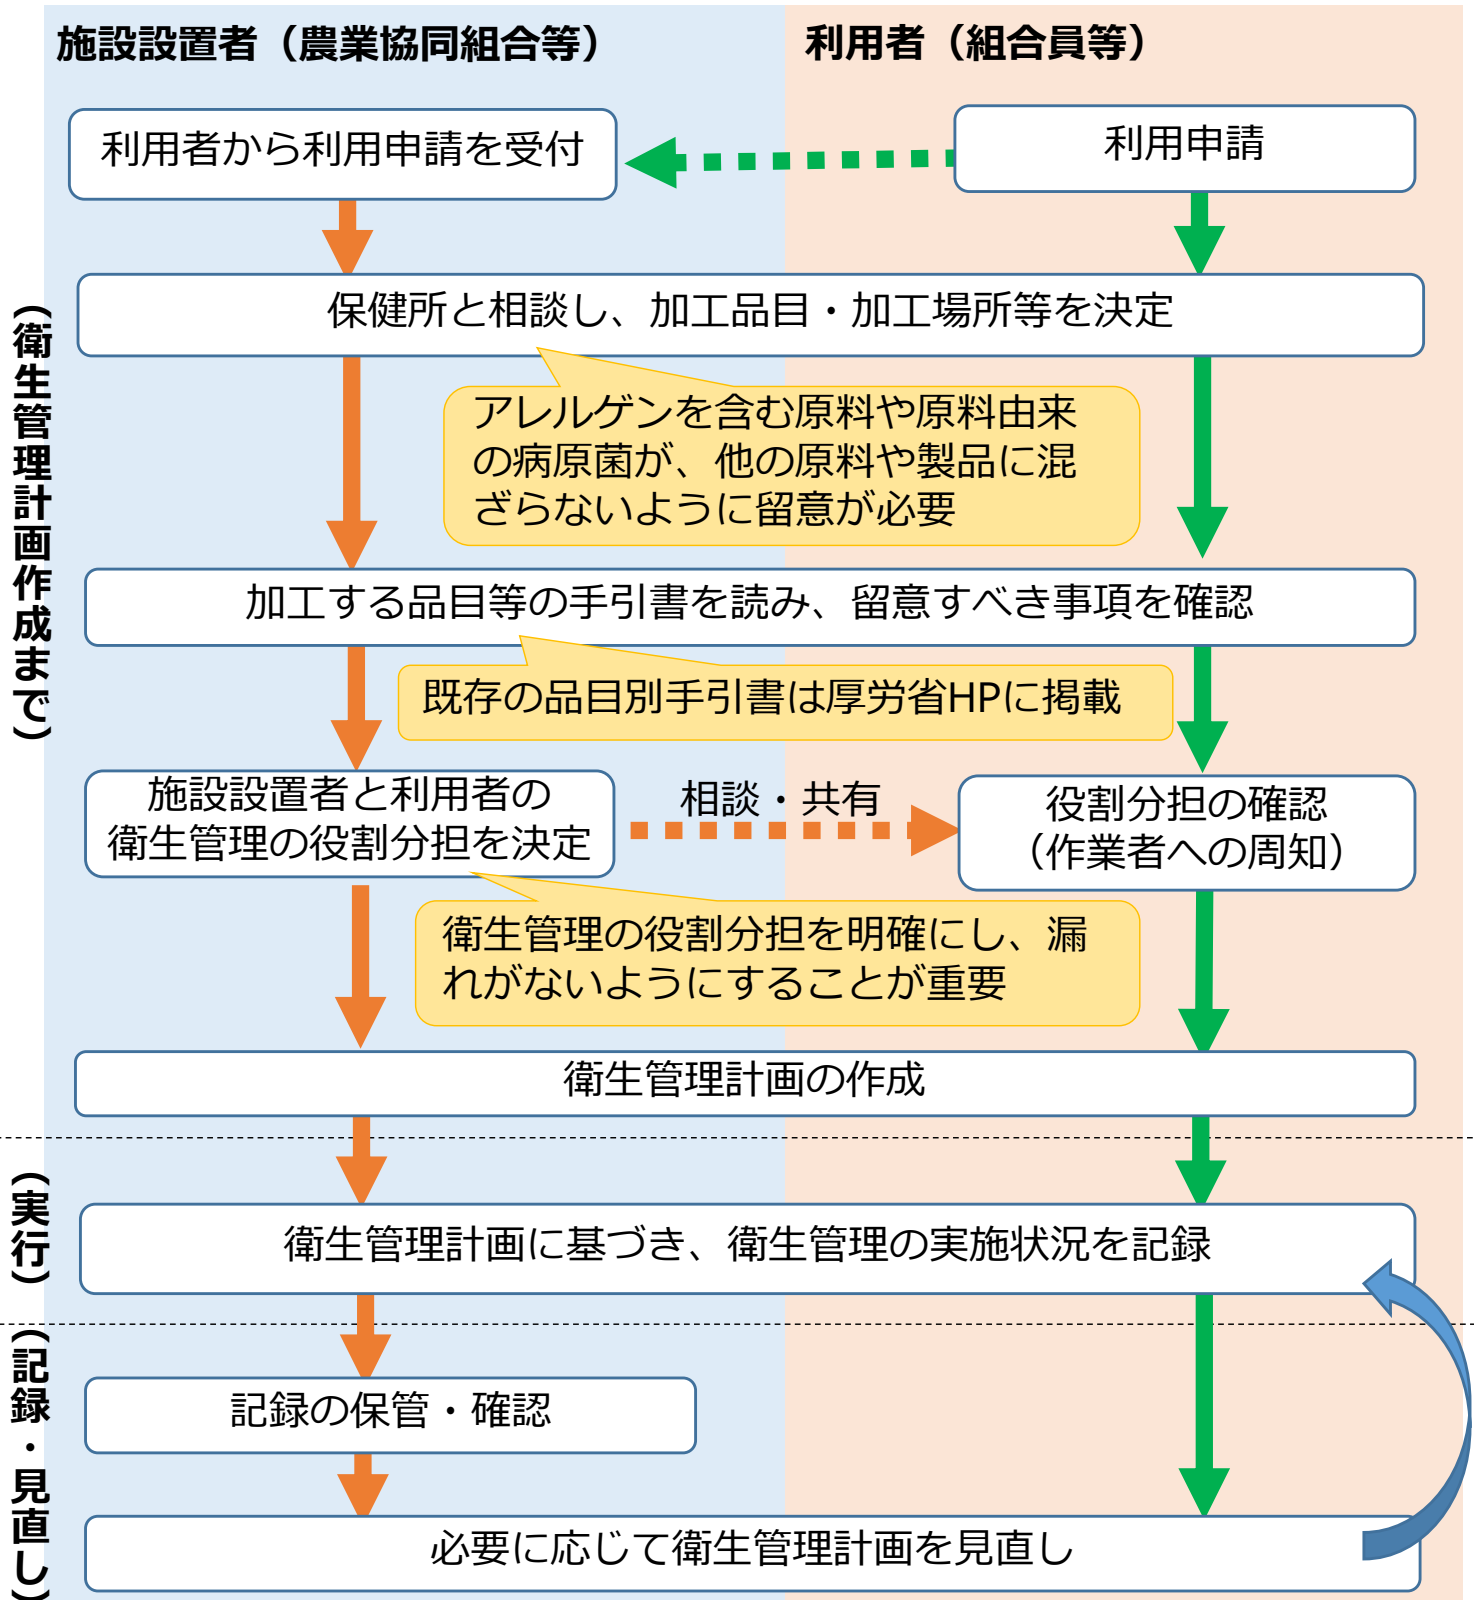 施設設置者（農業協同組合等）
利用者（組合員等）
利用者から利用申請を受付
利用申請
（衛生管理計画作成まで）
保健所と相談し、加工品目・加工場所等を決定
アレルゲンを含む原料や原料由来
の病原菌が、他の原料や製品に混
ざらないように留意が必要
加工する品目等の手引書を読み、留意すべき事項を確認
既存の品目別手引書は厚労省HPに掲載
施設設置者と利用者の
衛生管理の役割分担を決定
相談・共有
役割分担の確認
（作業者への周知）
衛生管理の役割分担を明確にし、漏
れがないようにすることが重要
衛生管理計画の作成
（実行）
衛生管理計画に基づき、衛生管理の実施状況を記録
（記録・見直し）
記録の保管・確認
必要に応じて衛生管理計画を見直し